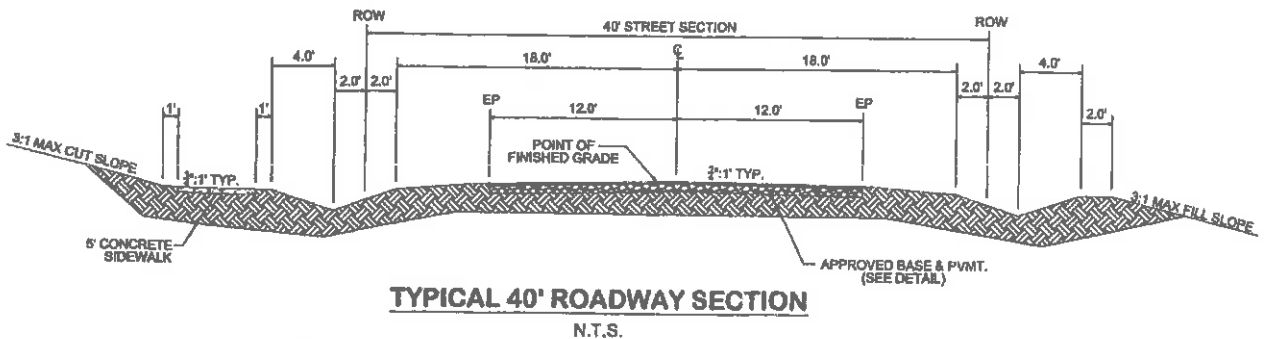 ROW
ROW
40' STREET SECTION
℄
4.0'
18.0'
18.0'
4.0'
2.0'
2.0'
2.0'
2.0'
EP
EP
1'
1'
12.0'
12.0'
2.0'
3:1 MAX CUT SLOPE
POINT OF
FINISHED GRADE
:1' TYP.
:1' TYP.
3:1 MAX FILL SLOPE
5' CONCRETE
SIDEWALK
APPROVED BASE & PVMT.
(SEE DETAIL)
TYPICAL 40' ROADWAY SECTION
N.T.S.